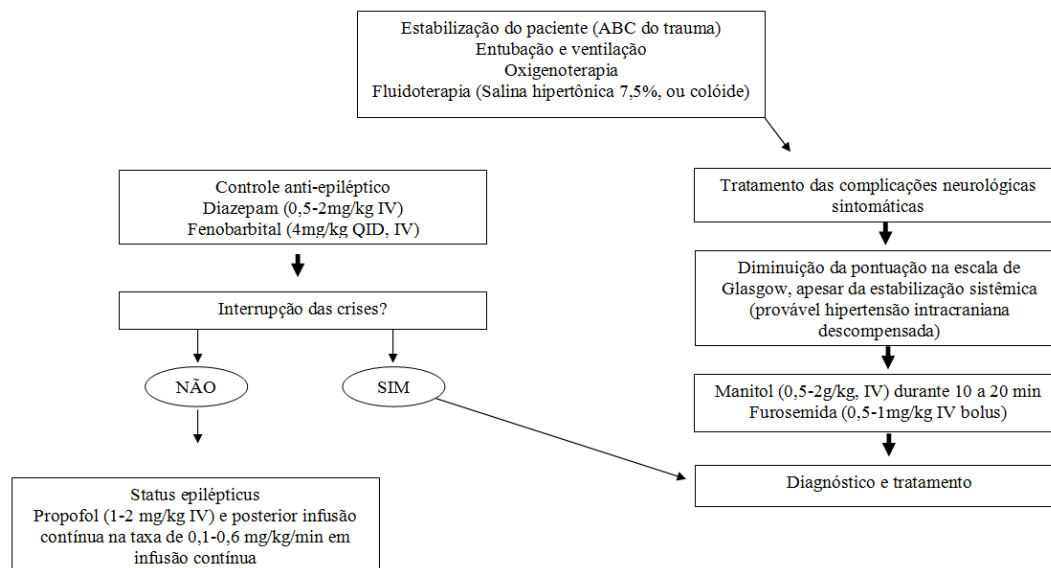 Estabilização do paciente (ABC do trauma)
Entubação e ventilação
Oxigenoterapia
Fluidoterapia (Salina hipertônica 7,5%, ou colóide)
Controle anti-epiléptico
Diazepam (0,5-2mg/kg IV)
Fenobarbital (4mg/kg QID, IV)
Interrupção das crises?
NÃO
SIM
Status epilépticus
Propofol (1-2 mg/kg IV) e posterior infusão
contínua na taxa de 0,1-0,6 mg/kg/min em
infusão contínua
Tratamento das complicações neurológicas
sintomáticas
Diminuição da pontuação na escala de
Glasgow, apesar da estabilização sistêmica
(provável hipertensão intracraniana
descompensada)
Manitol (0,5-2g/kg, IV) durante 10 a 20 min
Furosemida (0,5-1mg/kg IV bolus)
Diagnóstico e tratamento